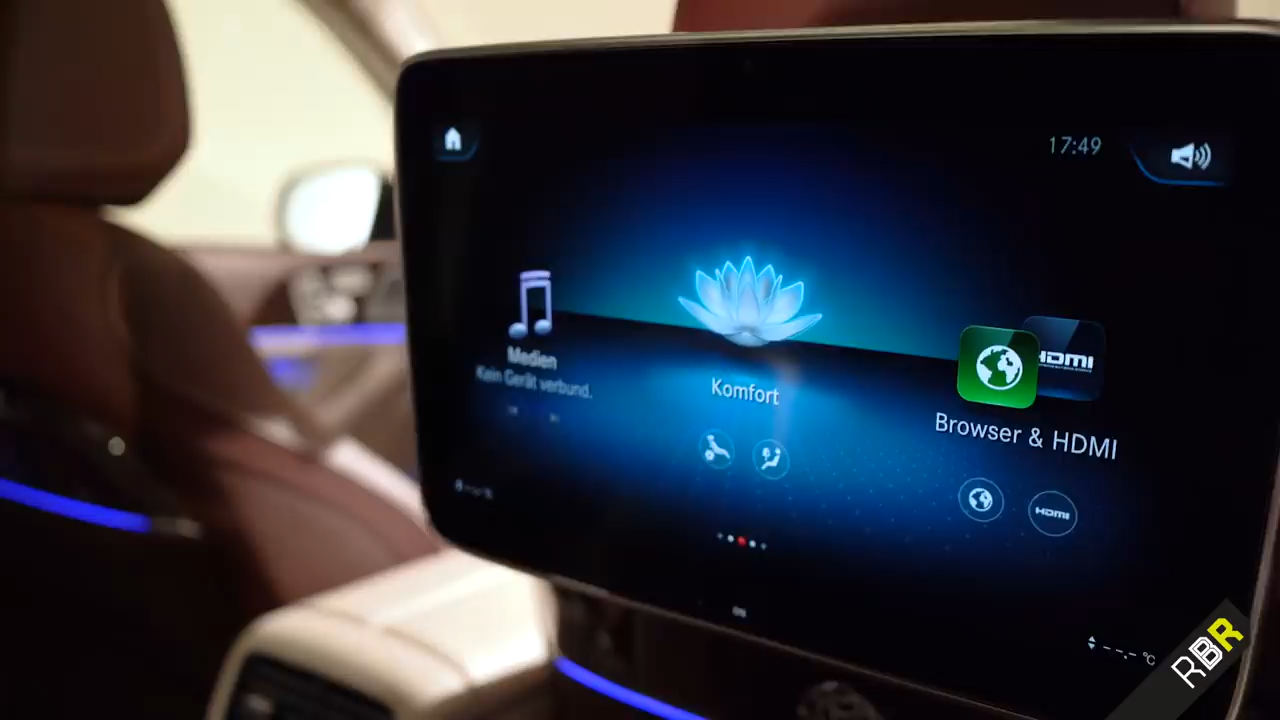 17:49
Medien
Kein Gerät verbund.
Komfort
HDMI
Browser & HDMI
HDMI
--.-°C
RBR